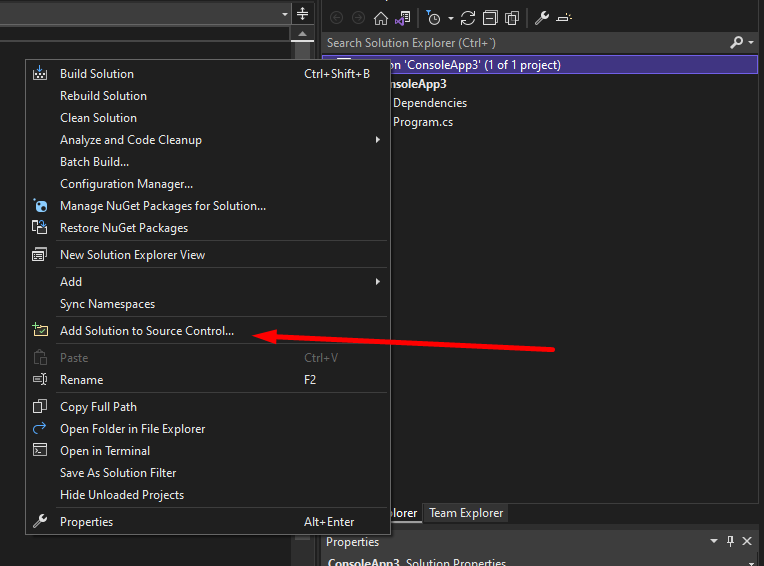 Search Solution Explorer (Ctrl+`)
on 'ConsoleApp3' (1 of 1 project)
nsoleApp3
Dependencies
Program.cs
Build Solution Ctrl+Shift+B
Rebuild Solution
Clean Solution
Analyze and Code Cleanup
Batch Build...
Configuration Manager...
Manage NuGet Packages for Solution...
Restore NuGet Packages
New Solution Explorer View
Add
Sync Namespaces
Add Solution to Source Control...
Paste Ctrl+V
Rename F2
Copy Full Path
Open Folder in File Explorer
Open in Terminal
Save As Solution Filter
Hide Unloaded Projects
Properties Alt+Enter
lorer Team Explorer
Properties
ConsoleApp3 Solution Properties